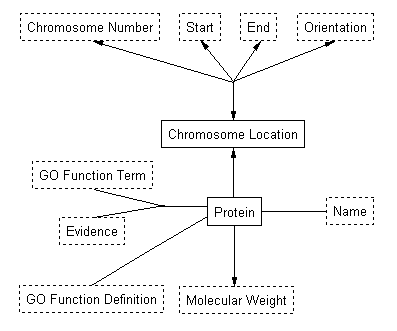 Chromosome Number
Start
End
Orientation
Chromosome Location
GO Function Term
Protein
Name
Evidence
GO Function Definition
Molecular Weight